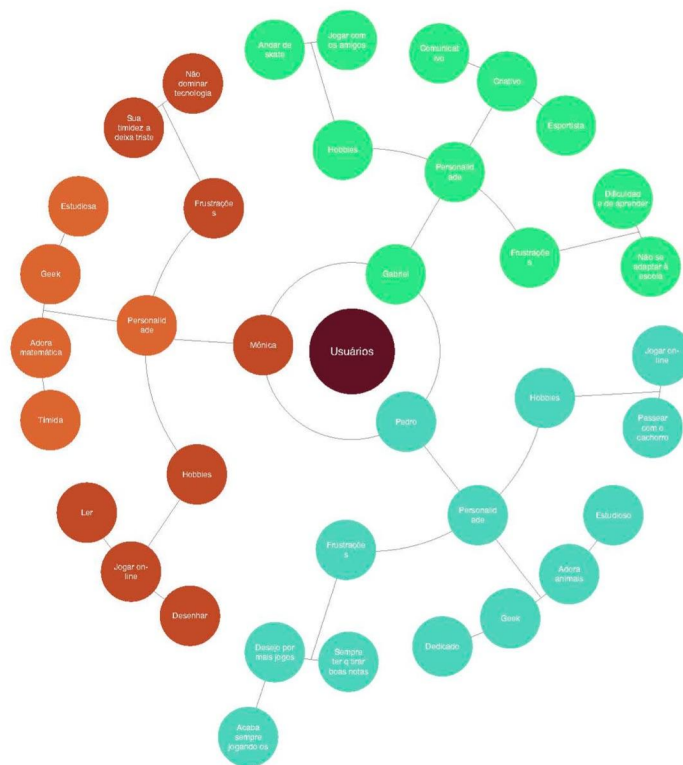 Usuários
Gabriel
Personalid
ade
Hobbies
Andar de
skate
Jogar com
os amigos
Criativo
Comunicat
ivo
Esportista
Frustraçõe
s
Dificuldad
e de aprender
Não se
adaptar à
escola
Pedro
Personalid
ade
Hobbies
Jogar on-
line
Passear
com o
cachorro
Estudioso
Adora
animais
Geek
Dedicado
Frustraçõe
s
Desejo por
mais jogos
Sempre
ter q tirar
boas notas
Acaba
sempre
jogando os
Mônica
Personalid
ade
Frustraçõe
s
Não
dominar
tecnologia
Sua
timidez a
deixa triste
Estudiosa
Geek
Adora
matemática
Tímida
Hobbies
Ler
Jogar on-
line
Desenhar